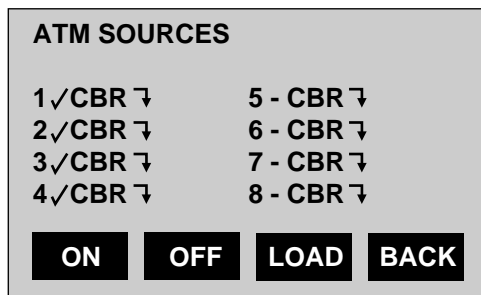 ATM SOURCES
1✓CBR ↴ 5 - CBR ↴
2✓CBR ↴ 6 - CBR ↴
3✓CBR ↴ 7 - CBR ↴
4✓CBR ↴ 8 - CBR ↴
ON OFF LOAD BACK